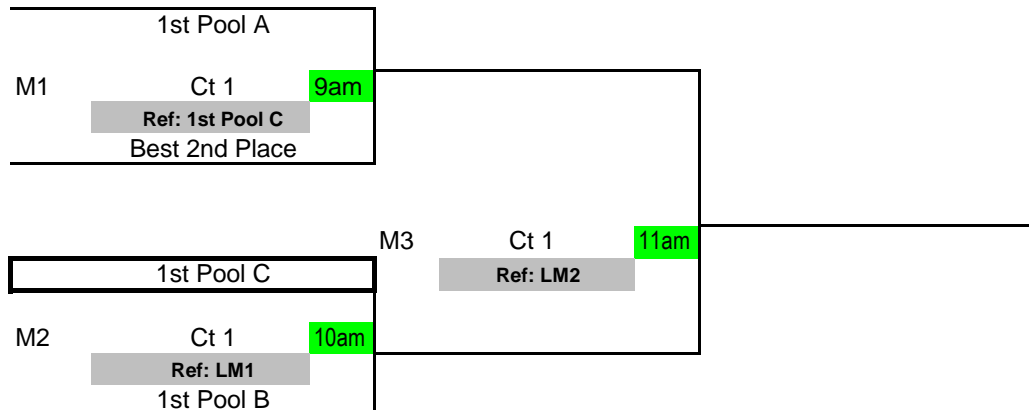 1st Pool A
M1 Ct 1 9am
Ref: 1st Pool C
Best 2nd Place
M3 Ct 1 11am
Ref: LM2
1st Pool C
M2 Ct 1 10am
Ref: LM1
1st Pool B